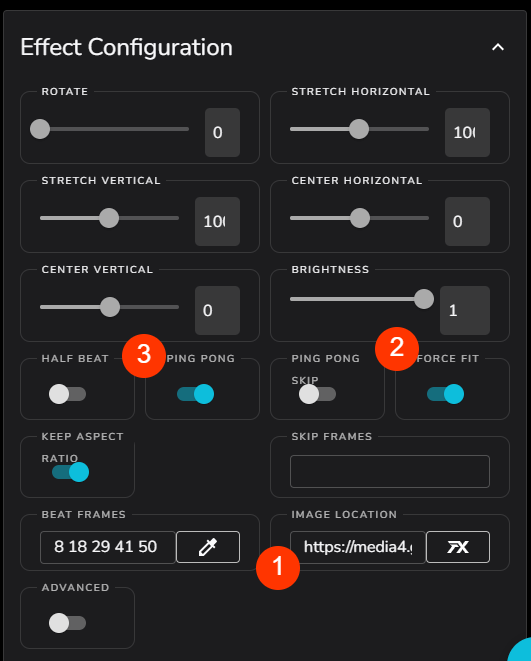 Effect Configuration
ROTATE
STRETCH HORIZONTAL
0
100
STRETCH VERTICAL
CENTER HORIZONTAL
100
0
CENTER VERTICAL
BRIGHTNESS
0
1
HALF BEAT
3
PING PONG
PING PONG
SKIP
2
FORCE FIT
KEEP ASPECT
RATIO
SKIP FRAMES
BEAT FRAMES
IMAGE LOCATION
8 18 29 41 50
https://media4.g
FX
1
ADVANCED